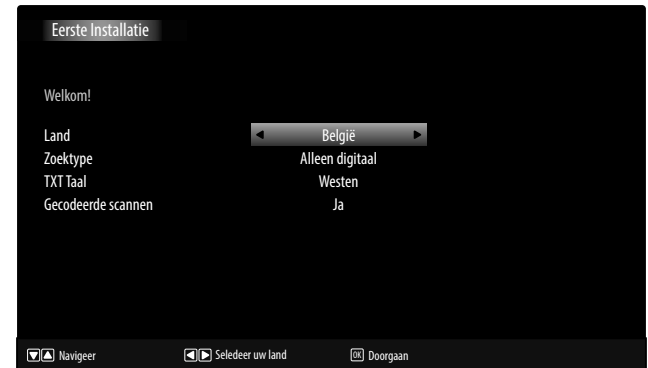 Eerste Installatie
Welkom!
Land België
Zoektype Alleen digitaal
TXT Taal Westen
Gecodeerde scannen Ja
Navigeer Seledeer uw land OK Doorgaan